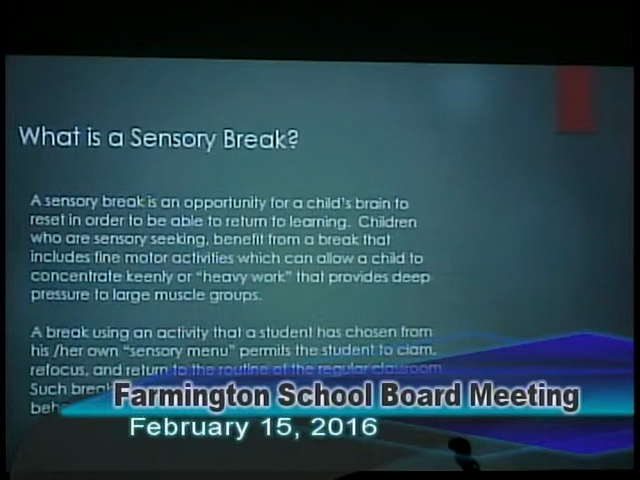 What is a Sensory Break?
A sensory break is an opportunity for a child's brain to
reset in order to be able to return to learning. Children
who are sensory seeking, benefit from a break that
includes fine motor activities which can allow a child to
concentrate keenly or "heavy work" that provides deep
pressure to large muscle groups.
A break using an activity that a student has chosen from
his /her own "sensory menu" permits the student to clam,
refocus, and return to the routine of the regular classroom.
Such
Farmington School Board Meeting
February 15, 2016